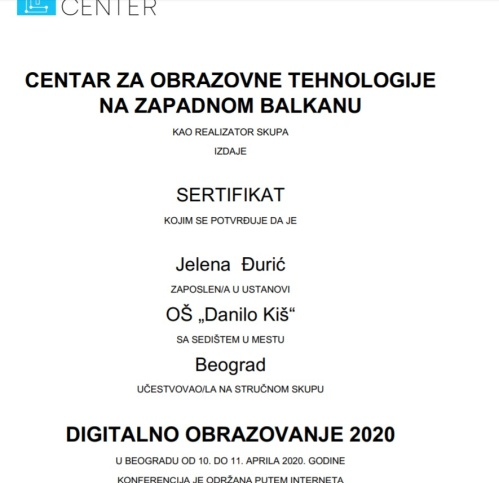 CENTER
CENTAR ZA OBRAZOVNE TEHNOLOGIJE
NA ZAPADNOM BALKANU
KAO REALIZATOR SKUPA
IZDAJE
SERTIFIKAT
KOJIM SE POTVRĐUJE DA JE
Jelena Đurić
ZAPOSLEN/A U USTANOVI
OŠ „Danilo Kiš“
SA SEDIŠTEM U MESTU
Beograd
UČESTVOVAO/LA NA STRUČNOM SKUPU
DIGITALNO OBRAZOVANJE 2020
U BEOGRADU OD 10. DO 11. APRILA 2020. GODINE
KONFERENCIJA JE ODRŽANA PUTEM INTERNETA